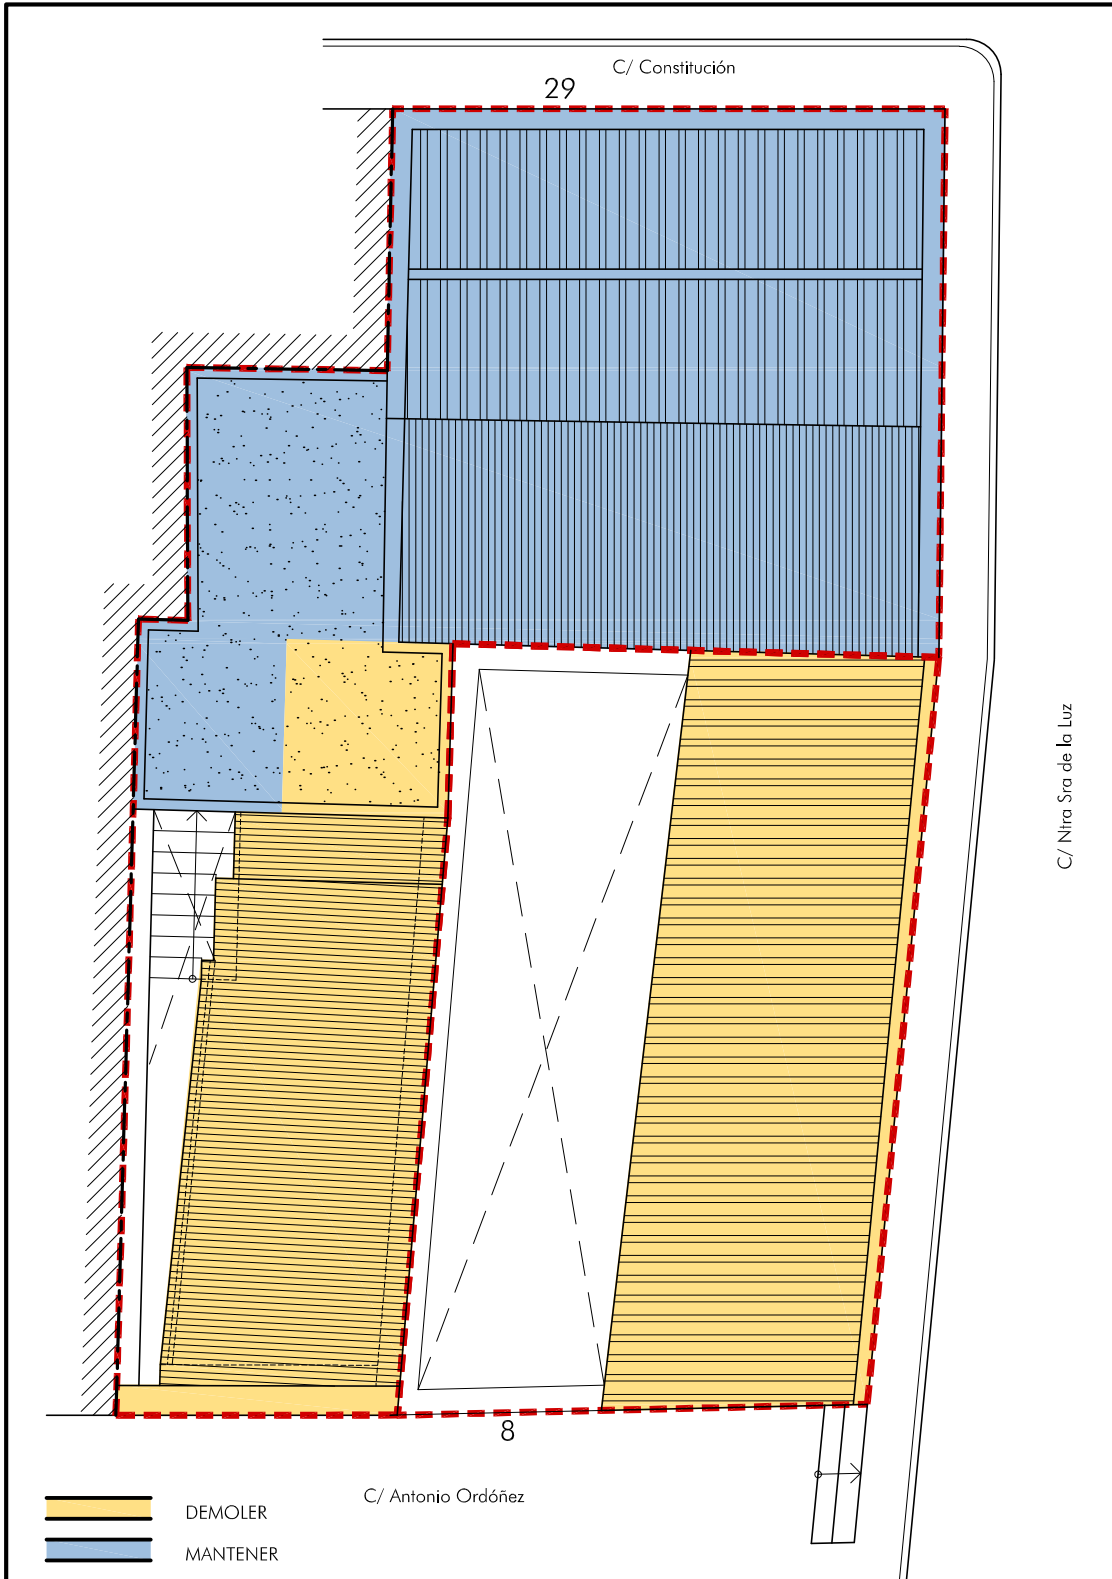 C/ Constitución
29
C/ Ntra Sra de la Luz
8
C/ Antonio Ordóñez
DEMOLER
MANTENER